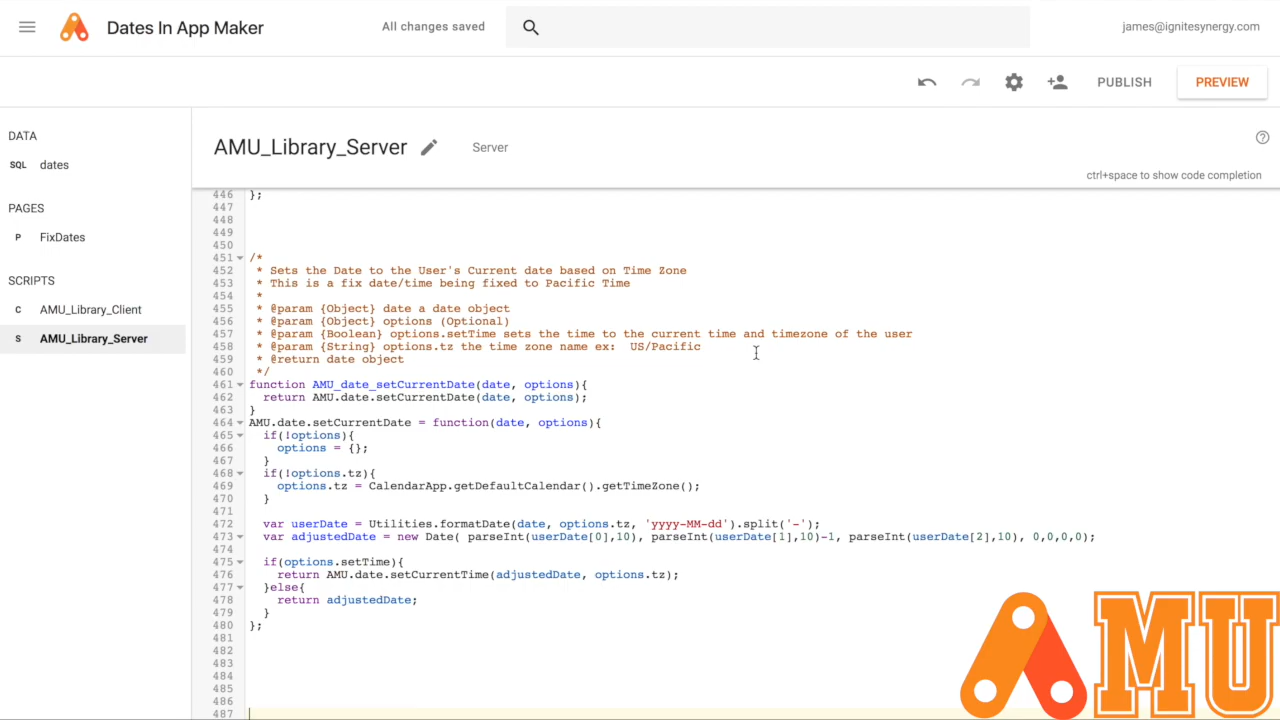 Dates In App Maker
All changes saved
james@ignitesynergy.com
PUBLISH
PREVIEW
DATA
SQL dates
PAGES
P FixDates
SCRIPTS
C AMU_Library_Client
S AMU_Library_Server
AMU_Library_Server
Server
ctrl+space to show code completion
446 };
447
448
449
450
451 /*
452 * Sets the Date to the User's Current date based on Time Zone
453 * This is a fix date/time being fixed to Pacific Time
454 *
455 * @param {Object} date a date object
456 * @param {Object} options (Optional)
457 * @param {Boolean} options.setTime sets the time to the current time and timezone of the user
458 * @param {String} options.tz the time zone name ex:  US/Pacific
459 * @return date object
460 */
461 function AMU_date_setCurrentDate(date, options){
462 return AMU.date.setCurrentDate(date, options);
463 }
464 AMU.date.setCurrentDate = function(date, options){
465 if(!options){
466 options = {};
467 }
468 if(!options.tz){
469 options.tz = CalendarApp.getDefaultCalendar().getTimeZone();
470 }
471
472 var userDate = Utilities.formatDate(date, options.tz, 'yyyy-MM-dd').split('-');
473 var adjustedDate = new Date( parseInt(userDate[0],10), parseInt(userDate[1],10)-1, parseInt(userDate[2],10), 0,0,0,0);
474
475 if(options.setTime){
476 return AMU.date.setCurrentTime(adjustedDate, options.tz);
477 }else{
478 return adjustedDate;
479 }
480 };
481
482
483
484
485
486
487
AMU